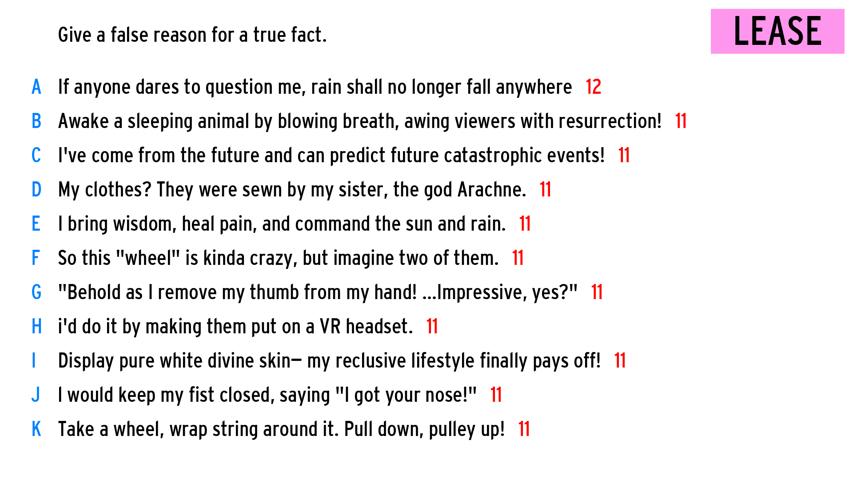 Give a false reason for a true fact.
LEASE
A If anyone dares to question me, rain shall no longer fall anywhere 12
B Awake a sleeping animal by blowing breath, awing viewers with resurrection! 11
C I've come from the future and can predict future catastrophic events! 11
D My clothes? They were sewn by my sister, the god Arachne. 11
E I bring wisdom, heal pain, and command the sun and rain. 11
F So this "wheel" is kinda crazy, but imagine two of them. 11
G "Behold as I remove my thumb from my hand! ...Impressive, yes?" 11
H i'd do it by making them put on a VR headset. 11
I Display pure white divine skin— my reclusive lifestyle finally pays off! 11
J I would keep my fist closed, saying "I got your nose!" 11
K Take a wheel, wrap string around it. Pull down, pulley up! 11